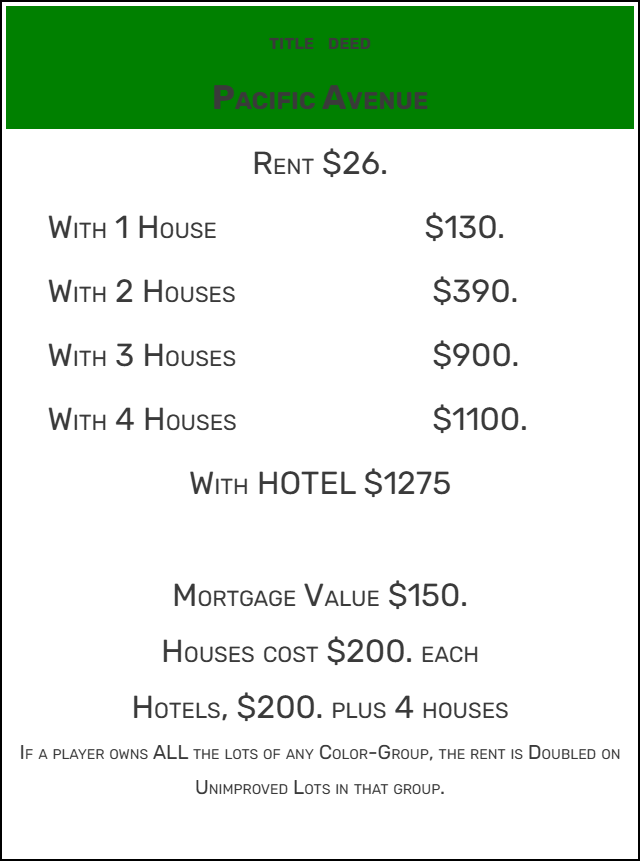 TITLE DEED
PACIFIC AVENUE
RENT $26.
WITH 1 HOUSE $130.
WITH 2 HOUSES $390.
WITH 3 HOUSES $900.
WITH 4 HOUSES $1100.
WITH HOTEL $1275
MORTGAGE VALUE $150.
HOUSES COST $200. EACH
HOTELS, $200. PLUS 4 HOUSES
IF A PLAYER OWNS ALL THE LOTS OF ANY COLOR-GROUP, THE RENT IS DOUBLED ON
UNIMPROVED LOTS IN THAT GROUP.